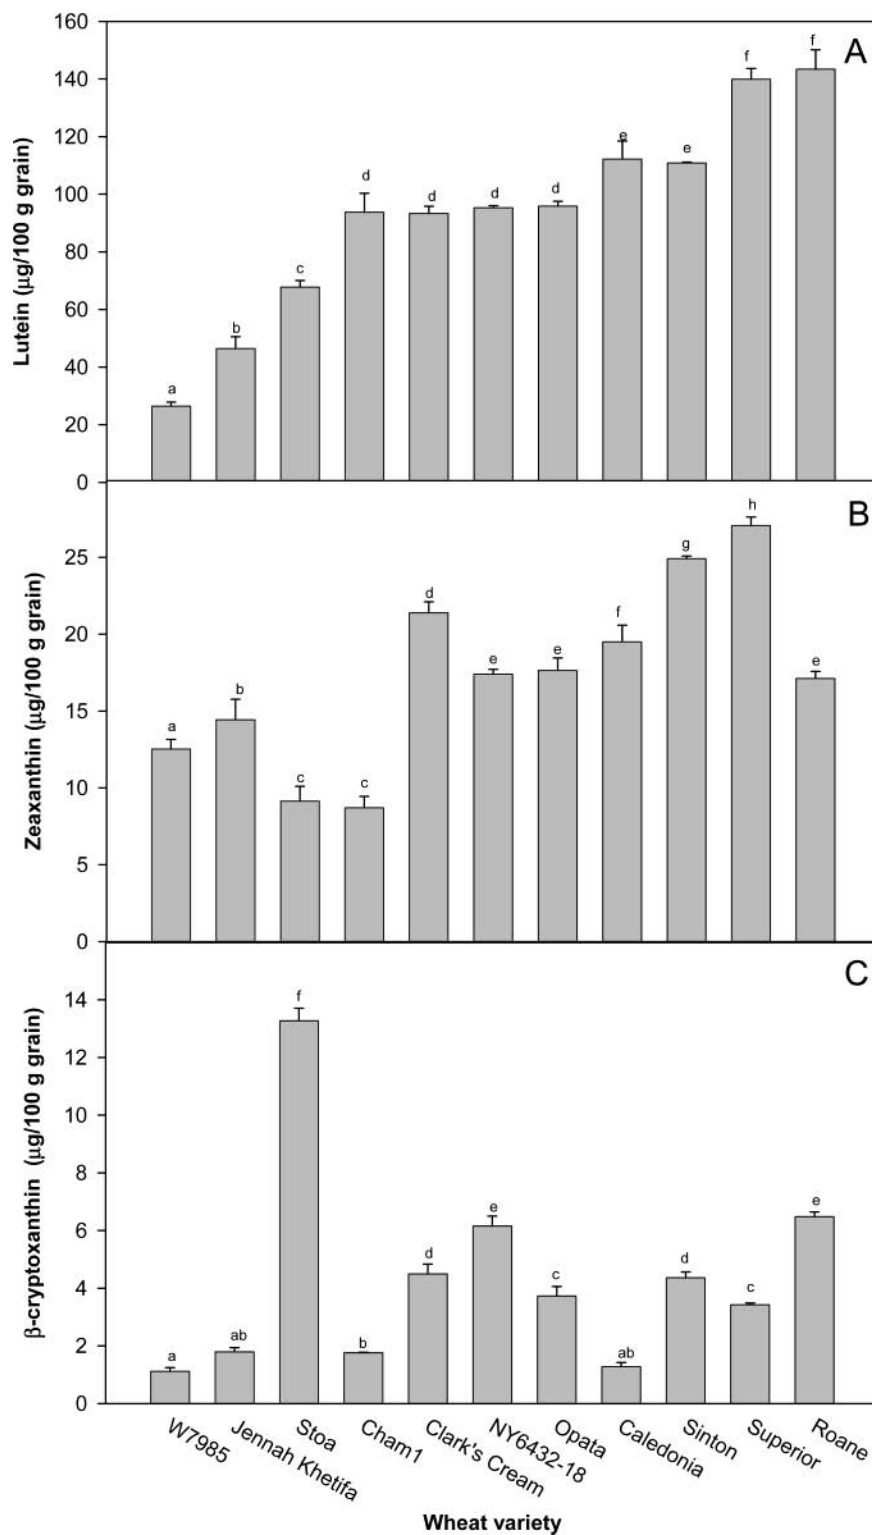 A
Lutein (μg/100 g grain)
160
140
120
100
80
60
40
20
0
a
b
c
d
d
d
d
e
e
f
f
B
Zeaxanthin (μg/100 g grain)
25
20
15
10
5
0
a
b
c
c
d
e
e
f
g
h
e
C
β-cryptoxanthin (μg/100 g grain)
14
12
10
8
6
4
2
0
a
ab
f
b
d
e
c
ab
d
c
e
W7985
Jennah Khetifa
Stoa
Cham1
Clark's Cream
NY6432-18
Opata
Caledonia
Sinton
Superior
Roane
Wheat variety